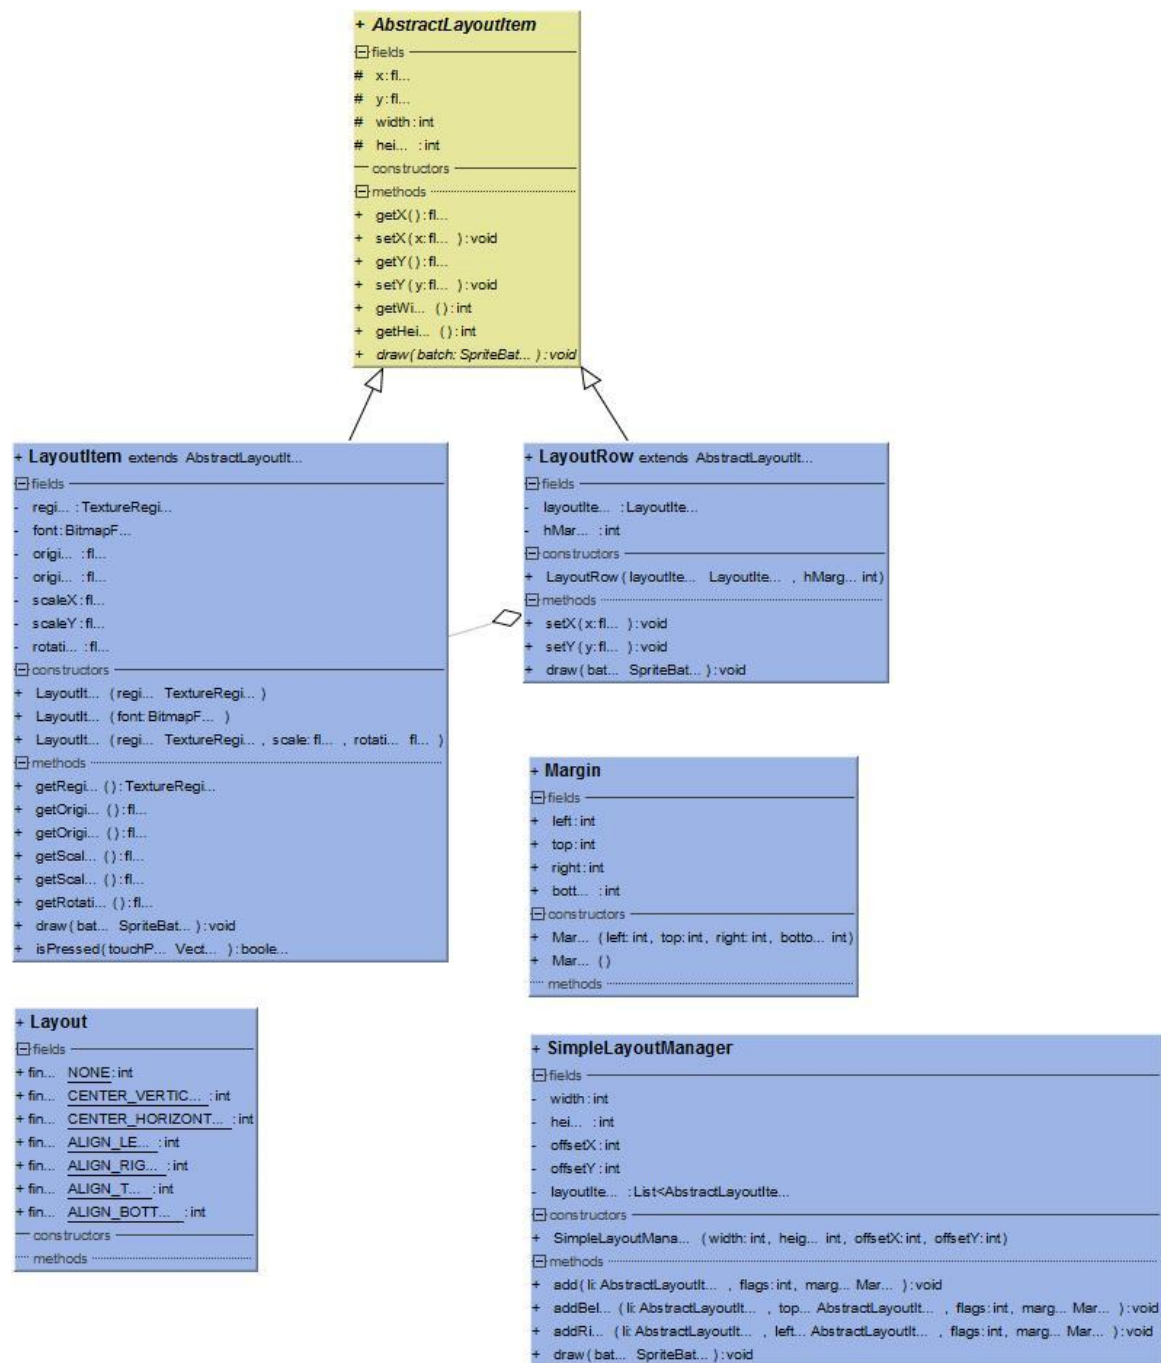 + AbstractLayoutItem
fields
# x:fl...
# y:fl...
# width:int
# hei... :int
constructors
methods
+ getX():fl...
+ setX(x:fl... ):void
+ getY():fl...
+ setY(y:fl... ):void
+ getWi... ():int
+ getHei... ():int
+ draw(batch:SpriteBat... ):void
+ LayoutItem extends AbstractLayoutIt...
fields
- regi... :TextureRegi...
- font:BitmapF...
- origi... :fl...
- origi... :fl...
- scaleX:fl...
- scaleY:fl...
- rotati... :fl...
constructors
+ LayoutIt... (regi... TextureRegi... )
+ LayoutIt... (font:BitmapF... )
+ LayoutIt... (regi... TextureRegi... , scale:fl... , rotati... fl... )
methods
+ getRegi... ():TextureRegi...
+ getOrigi... ():fl...
+ getOrigi... ():fl...
+ getScal... ():fl...
+ getScal... ():fl...
+ getRotati... ():fl...
+ draw(bat... SpriteBat... ):void
+ isPressed(touchP... Vect... ):boole...
+ LayoutRow extends AbstractLayoutIt...
fields
- layoutIte... :LayoutIte...
- hMar... :int
constructors
+ LayoutRow(layoutIte... LayoutIte... , hMarg... int)
methods
+ setX(x:fl... ):void
+ setY(y:fl... ):void
+ draw(bat... SpriteBat... ):void
+ Margin
fields
+ left:int
+ top:int
+ right:int
+ bott... :int
constructors
+ Mar... (left:int, top:int, right:int, botto... int)
+ Mar... ()
methods
+ Layout
fields
+ fin... NONE:int
+ fin... CENTER_VERTIC... :int
+ fin... CENTER_HORIZONT... :int
+ fin... ALIGN_LE... :int
+ fin... ALIGN_RIG... :int
+ fin... ALIGN_T... :int
+ fin... ALIGN_BOTT... :int
constructors
methods
+ SimpleLayoutManager
fields
- width:int
- hei... :int
- offsetX:int
- offsetY:int
- layoutIte... :List<AbstractLayoutIte...
constructors
+ SimpleLayoutMana... (width:int, heig... int, offsetX:int, offsetY:int)
methods
+ add(li:AbstractLayoutIt... , flags:int, marg... Mar... ):void
+ addBel... (li:AbstractLayoutIt... , top... AbstractLayoutIt... , flags:int, marg... Mar... ):void
+ addRi... (li:AbstractLayoutIt... , left... AbstractLayoutIt... , flags:int, marg... Mar... ):void
+ draw(bat... SpriteBat... ):void